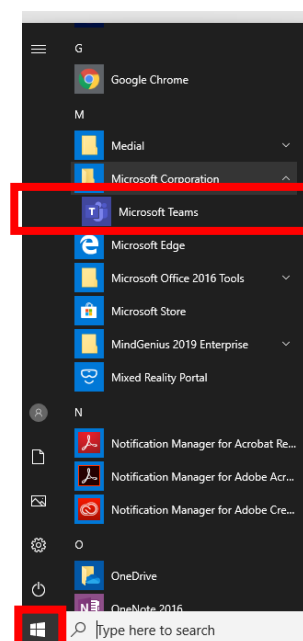 G
Google Chrome
M
Medial
Microsoft Corporation
Microsoft Teams
Microsoft Edge
Microsoft Office 2016 Tools
Microsoft Store
MindGenius 2019 Enterprise
Mixed Reality Portal
N
Notification Manager for Acrobat Re...
Notification Manager for Adobe Acr...
Notification Manager for Adobe Cre...
O
OneDrive
OneNote 2016
Type here to search